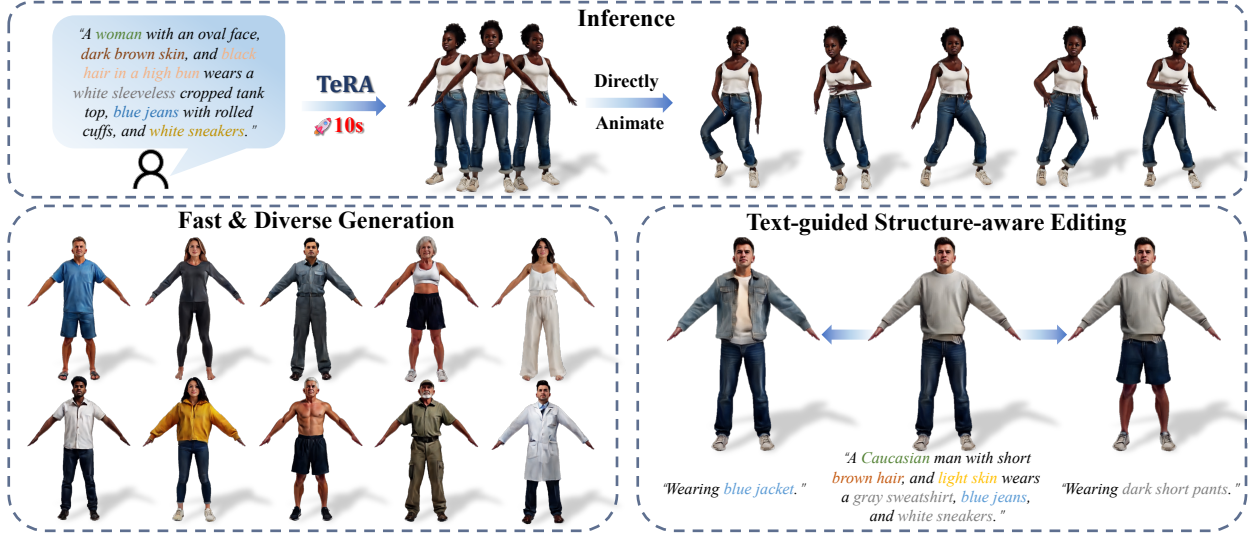 Inference
"A woman with an oval face,
dark brown skin, and black
hair in a high bun wears a
white sleeveless cropped tank
top, blue jeans with rolled
cuffs, and white sneakers."
TeRA
10s
Directly
Animate
Fast & Diverse Generation
Text-guided Structure-aware Editing
"Wearing blue jacket."
"A Caucasian man with short
brown hair, and light skin wears
a gray sweatshirt, blue jeans,
and white sneakers."
"Wearing dark short pants."